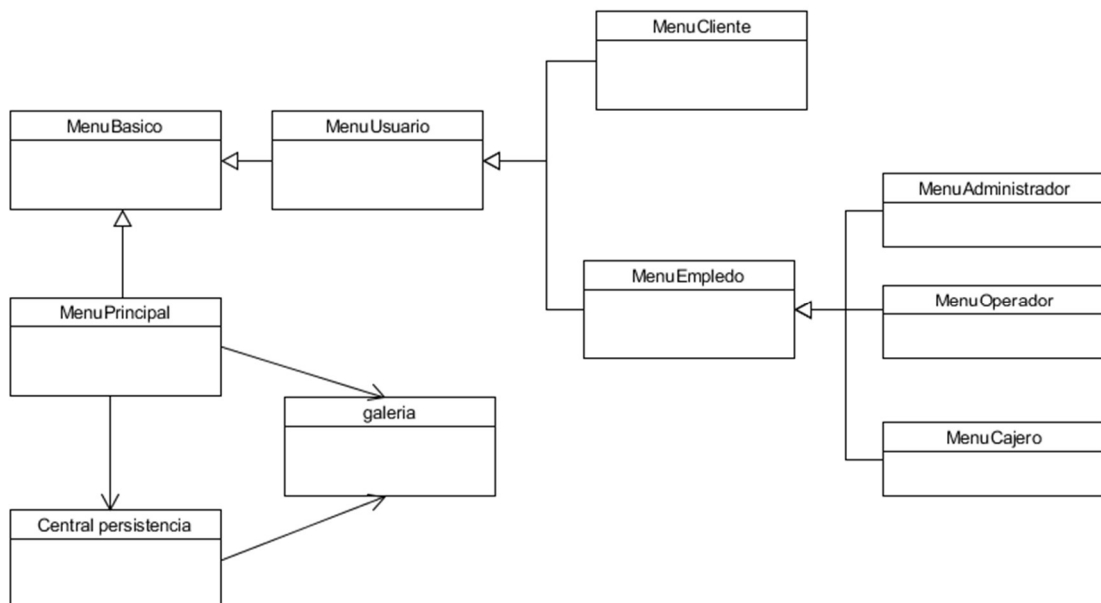 MenuCliente
MenuBasico
MenuUsuario
MenuAdministrador
MenuEmpledo
MenuOperador
MenuPrincipal
galeria
MenuCajero
Central persistencia